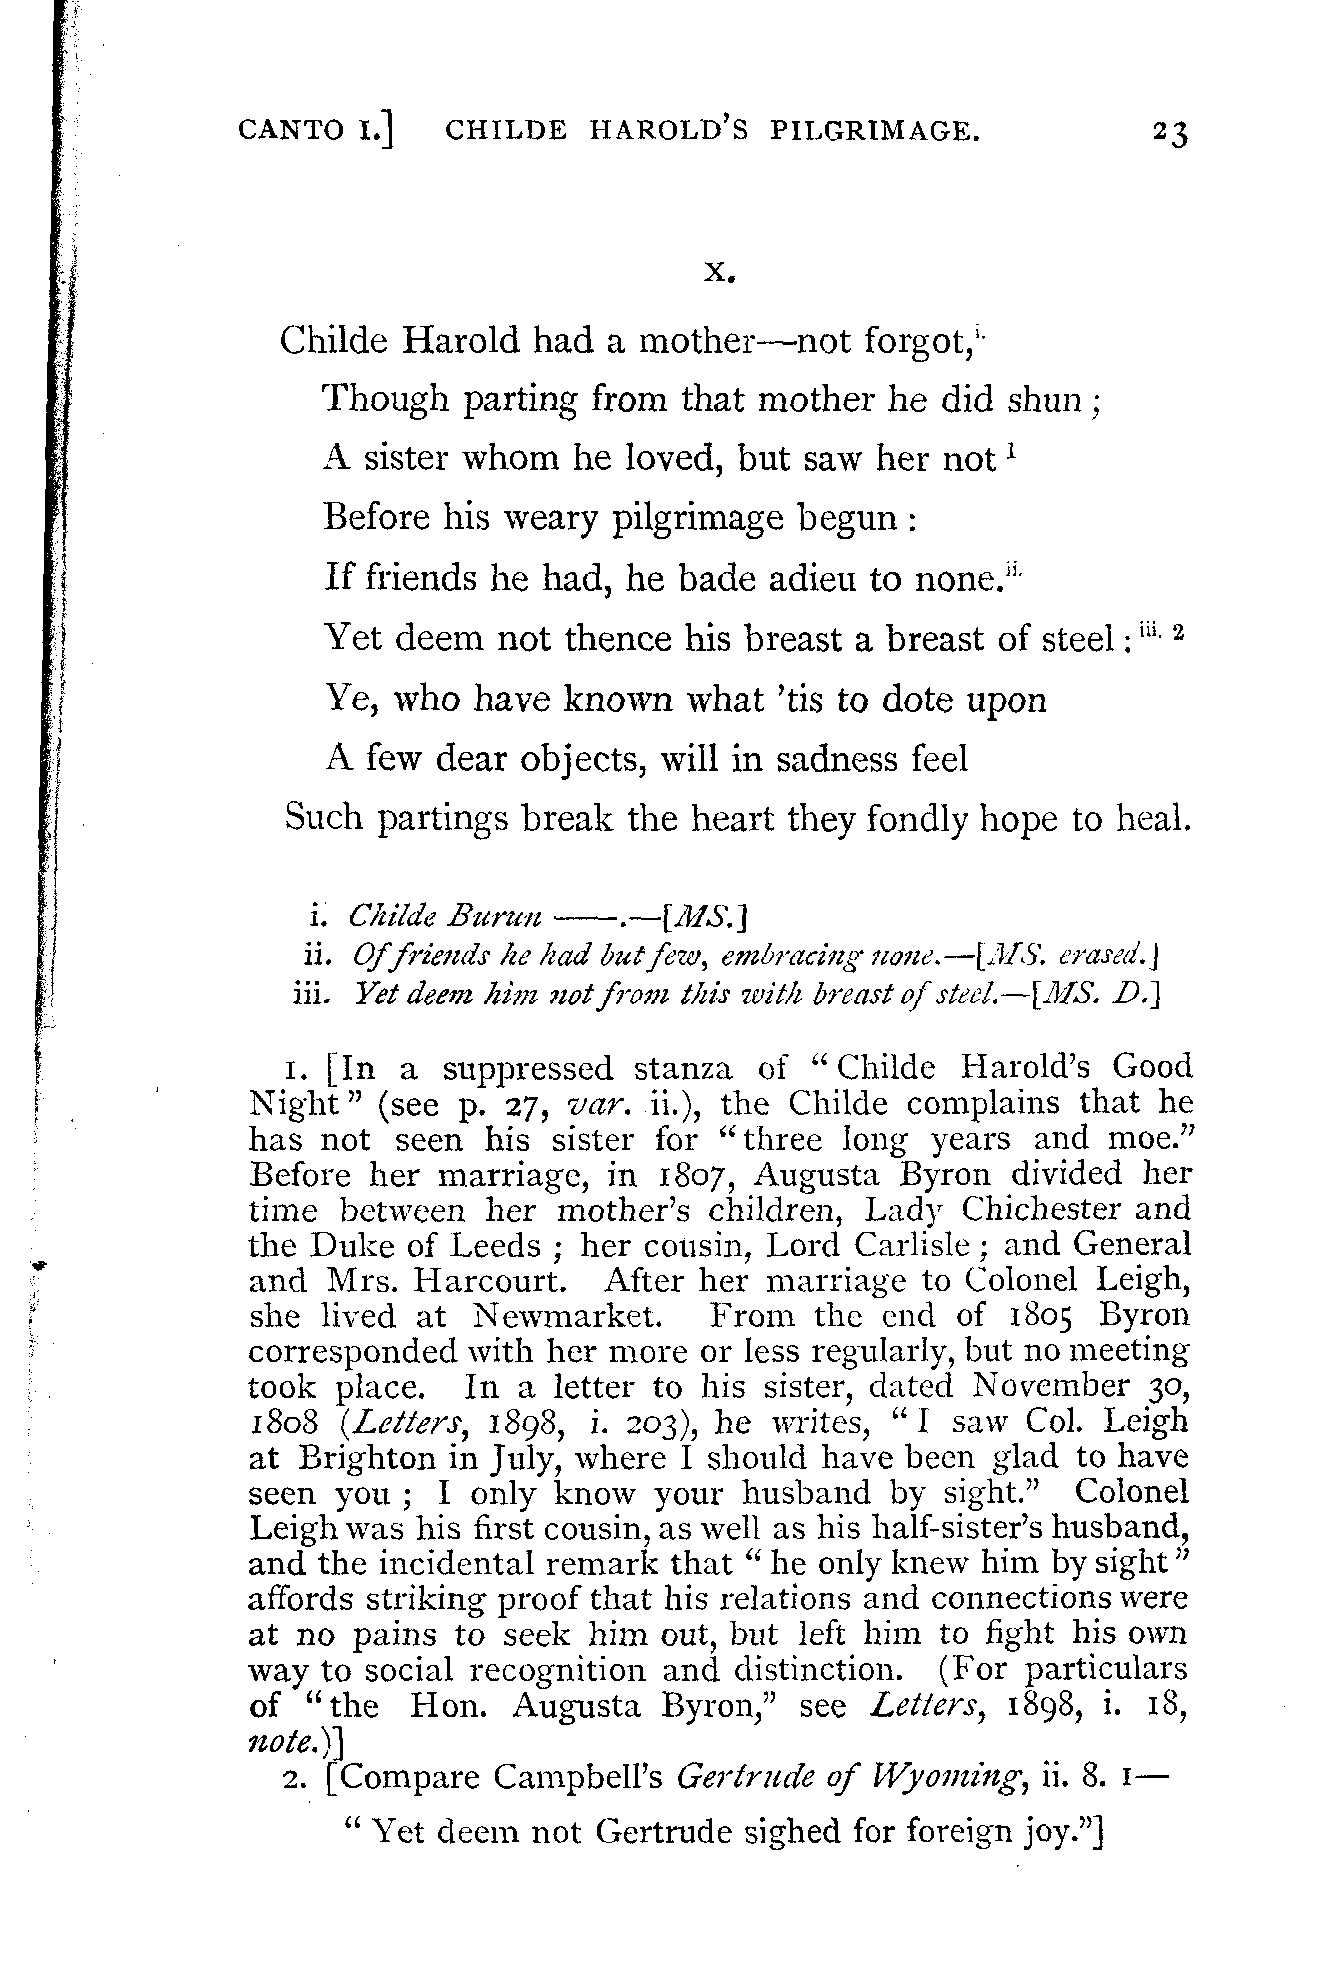 CANTO I.] CHILDE HAROLD'S PILGRIMAGE. 23
X.
Childe Harold had a mother—not forgot,i.
Though parting from that mother he did shun ;
A sister whom he loved, but saw her not 1
Before his weary pilgrimage begun :
If friends he had, he bade adieu to none.ii.
Yet deem not thence his breast a breast of steel : iii. 2
Ye, who have known what 'tis to dote upon
A few dear objects, will in sadness feel
Such partings break the heart they fondly hope to heal.
i. Childe Burun ——.—[MS.]
ii. Of friends he had but few, embracing none.—[MS. erased.]
iii. Yet deem him not from this with breast of steel.—[MS. D.]
1. [In a suppressed stanza of "Childe Harold's Good
Night" (see p. 27, var. ii.), the Childe complains that he
has not seen his sister for "three long years and moe."
Before her marriage, in 1807, Augusta Byron divided her
time between her mother's children, Lady Chichester and
the Duke of Leeds ; her cousin, Lord Carlisle ; and General
and Mrs. Harcourt. After her marriage to Colonel Leigh,
she lived at Newmarket. From the end of 1805 Byron
corresponded with her more or less regularly, but no meeting
took place. In a letter to his sister, dated November 30,
1808 (Letters, 1898, i. 203), he writes, "I saw Col. Leigh
at Brighton in July, where I should have been glad to have
seen you ; I only know your husband by sight." Colonel
Leigh was his first cousin, as well as his half-sister's husband,
and the incidental remark that "he only knew him by sight"
affords striking proof that his relations and connections were
at no pains to seek him out, but left him to fight his own
way to social recognition and distinction. (For particulars
of "the Hon. Augusta Byron," see Letters, 1898, i. 18,
note.)]
2. [Compare Campbell's Gertrude of Wyoming, ii. 8. 1—
"Yet deem not Gertrude sighed for foreign joy."]